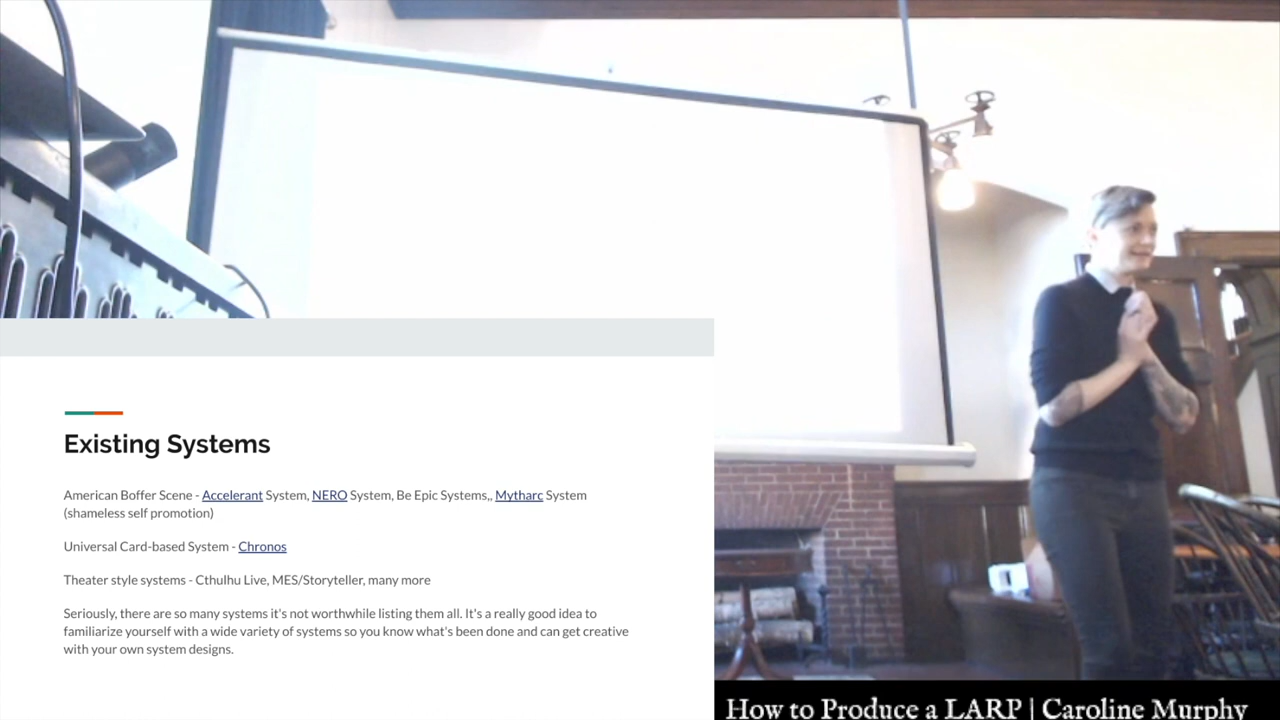 Existing Systems
American Boffer Scene - Accelerant System, NERO System, Be Epic Systems,, Mytharc System
(shameless self promotion)
Universal Card-based System - Chronos
Theater style systems - Cthulhu Live, MES/Storyteller, many more
Seriously, there are so many systems it's not worthwhile listing them all. It's a really good idea to
familiarize yourself with a wide variety of systems so you know what's been done and can get creative
with your own system designs.
How to Produce a LARP | Caroline Murphy